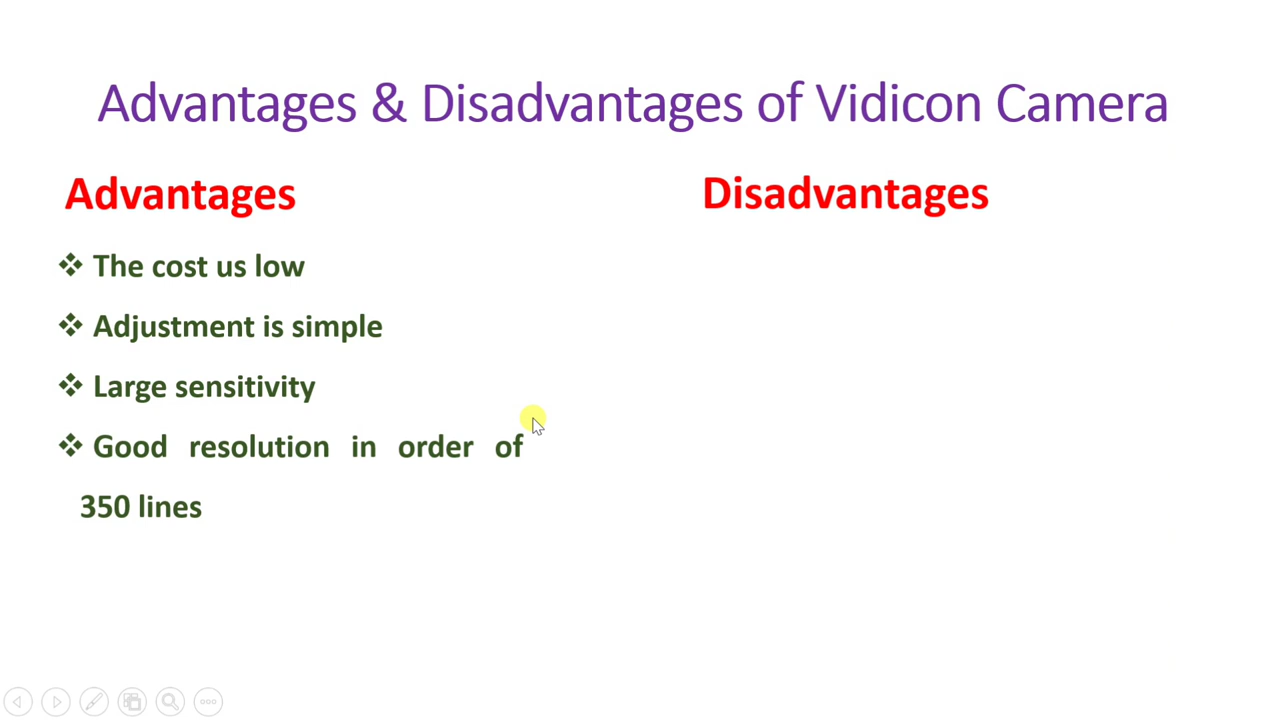 Advantages & Disadvantages of Vidicon Camera
Advantages
The cost us low
Adjustment is simple
Large sensitivity
Good resolution in order of
350 lines
Disadvantages